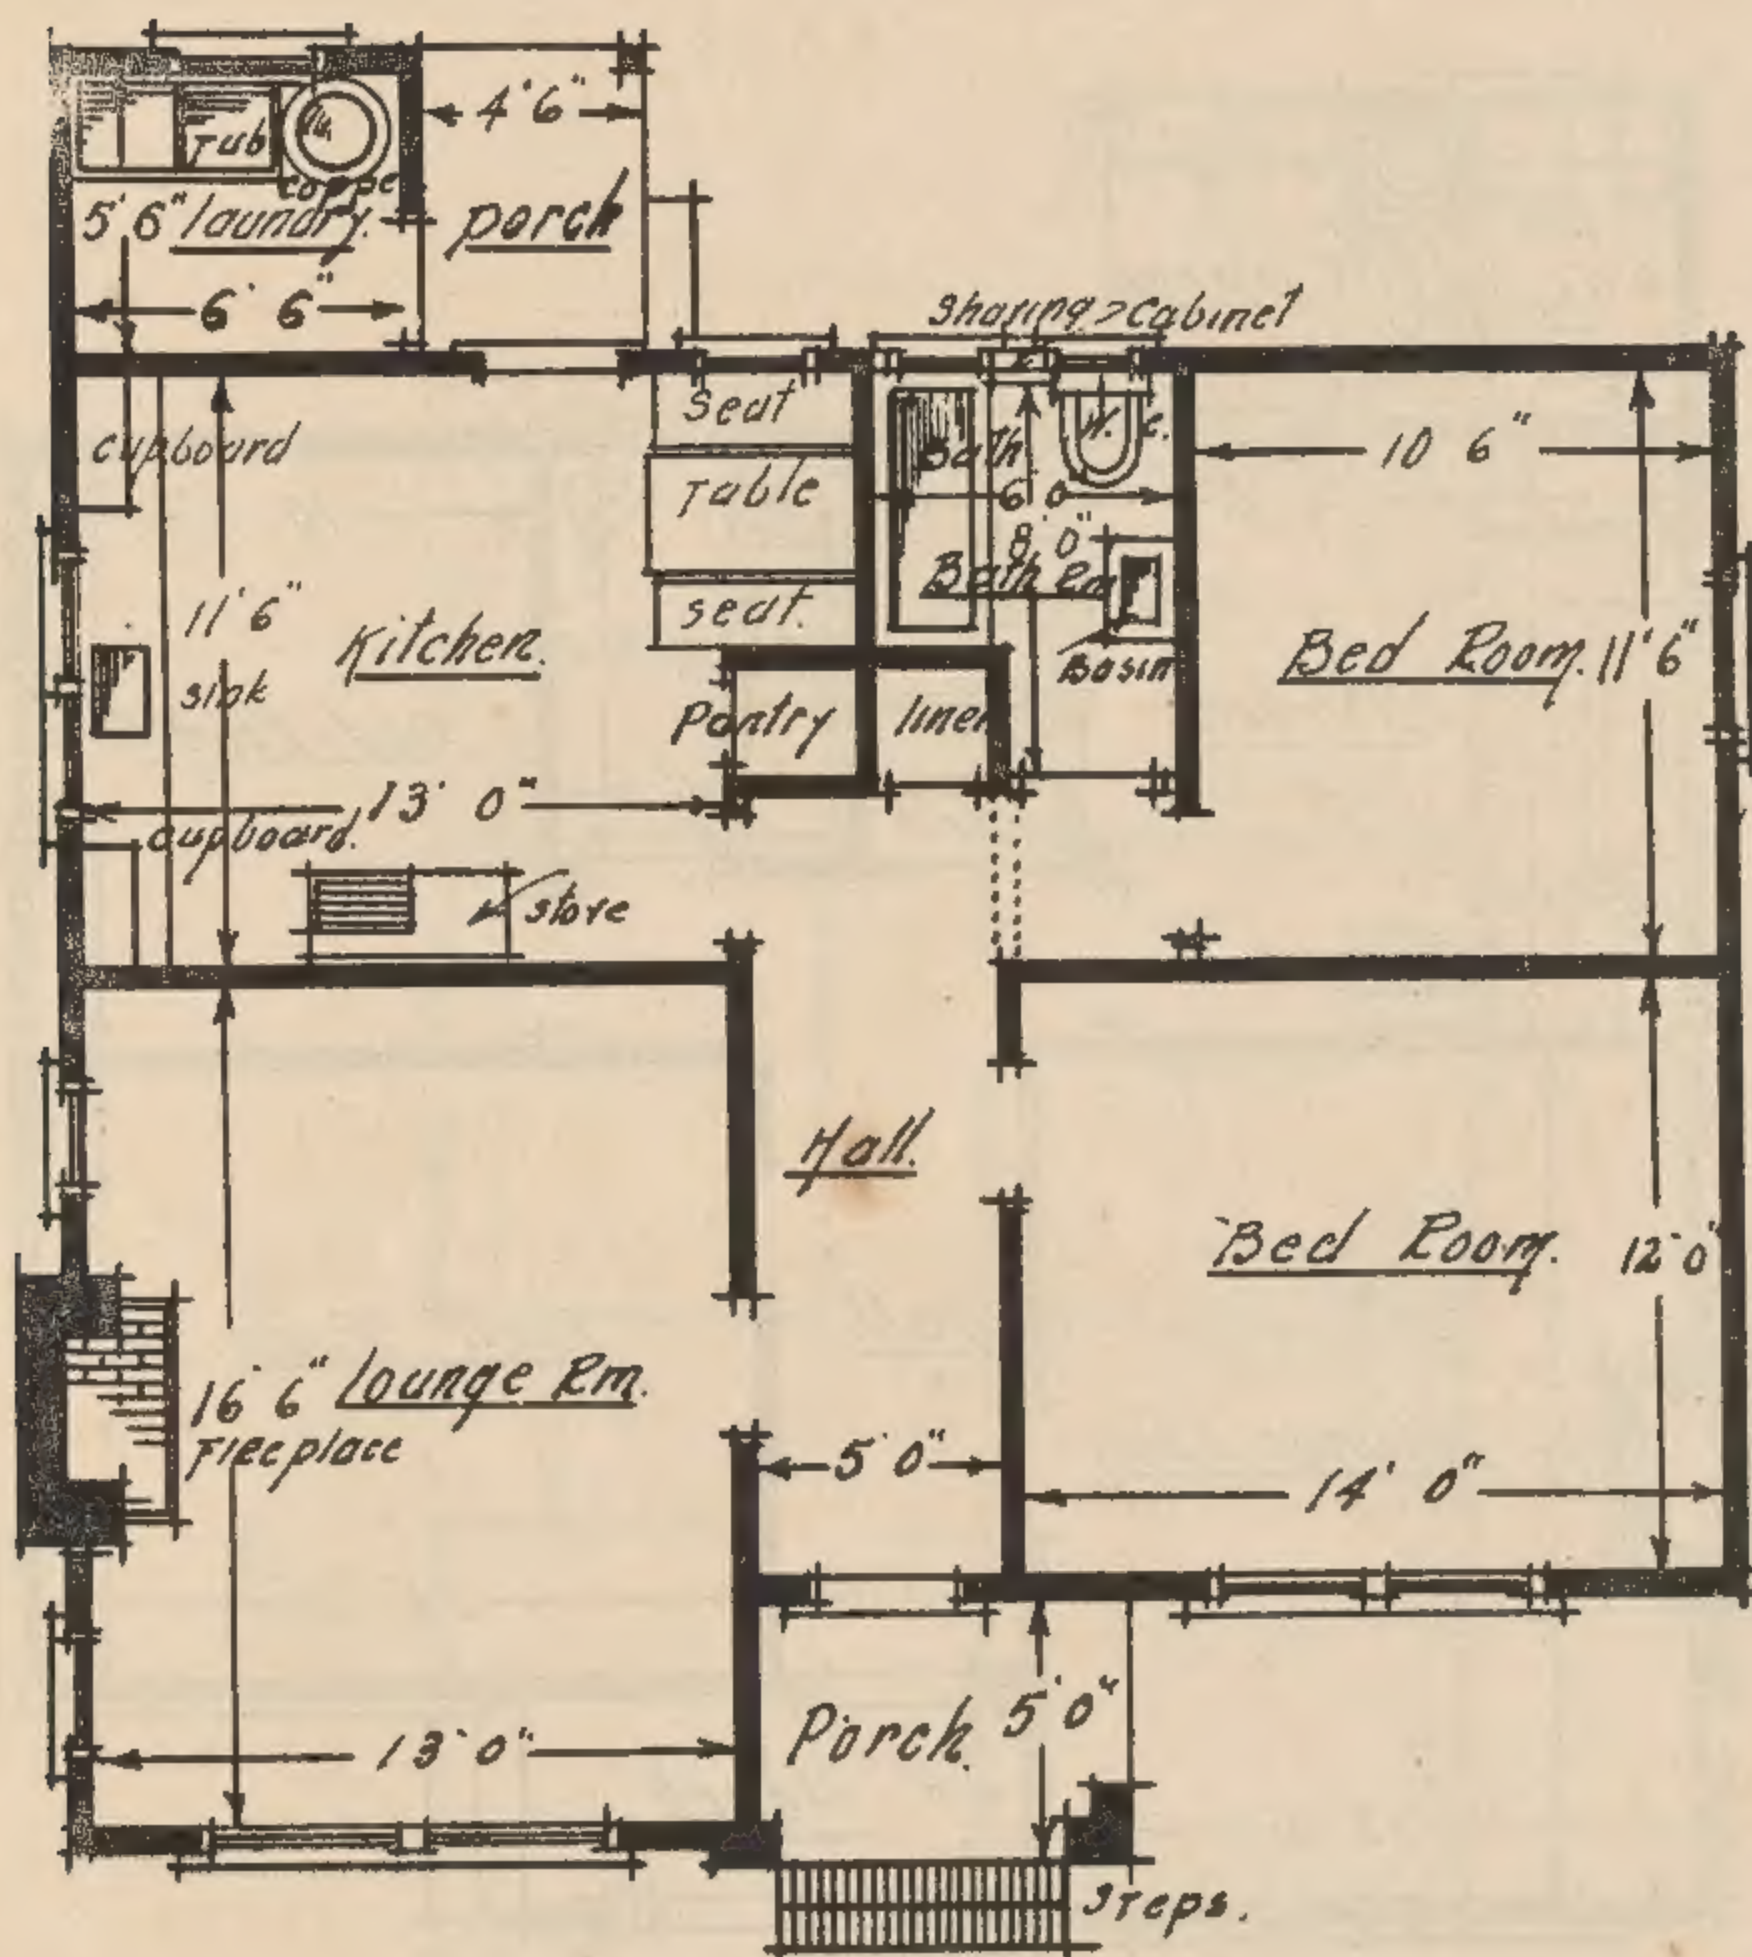 Tub
4' 6"
coppe
5' 6" laundry.
porch
6' 6"
Sharing Cabinet
seat
cupboard
Bath
W. C.
10 6"
Table
6 0"
8' 0"
Bath Rm
11' 6"
Kitchen.
seat.
Bed Room. 11' 6"
sink
Basin
Pantry
linen
13' 0"
cupboard.
stove
Hall.
Bed Room. 12' 0"
16' 6" Lounge Rm.
Fireplace
5' 0"
14' 0"
13' 0"
Porch. 5' 0"
Steps.